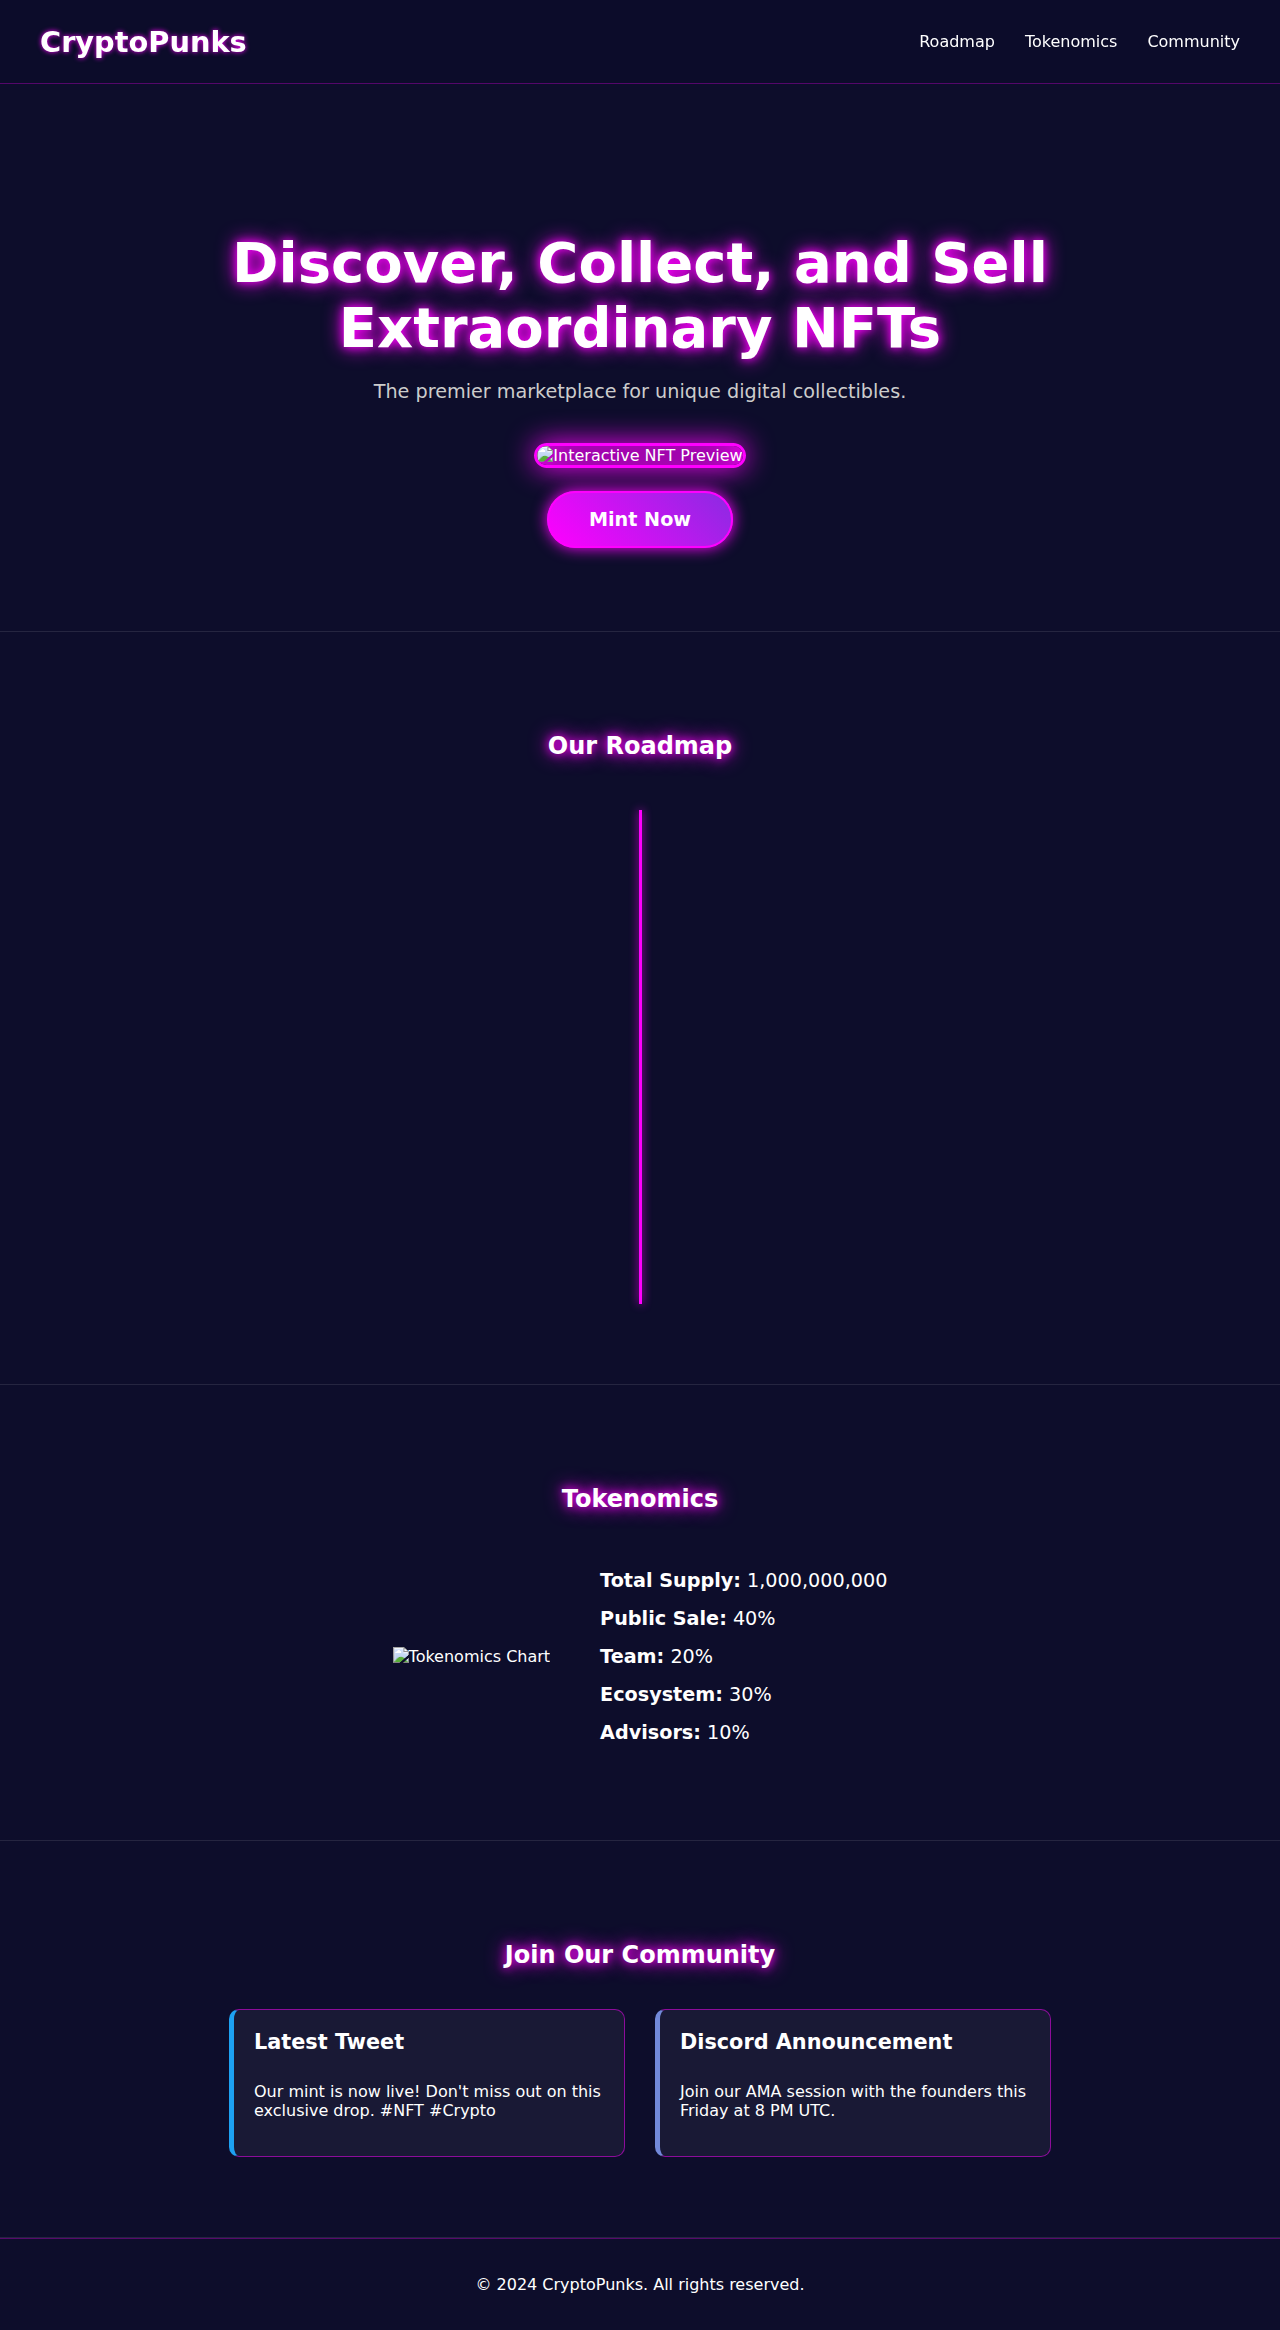 CryptoPunks
Roadmap
Tokenomics
Community
Discover, Collect, and Sell
Extraordinary NFTs
The premier marketplace for unique digital collectibles.
Interactive NFT Preview
Mint Now
Our Roadmap
Tokenomics
Tokenomics Chart
Total Supply: 1,000,000,000
Public Sale: 40%
Team: 20%
Ecosystem: 30%
Advisors: 10%
Join Our Community
Latest Tweet
Our mint is now live! Don't miss out on this
exclusive drop. #NFT #Crypto
Discord Announcement
Join our AMA session with the founders this
Friday at 8 PM UTC.
© 2024 CryptoPunks. All rights reserved.